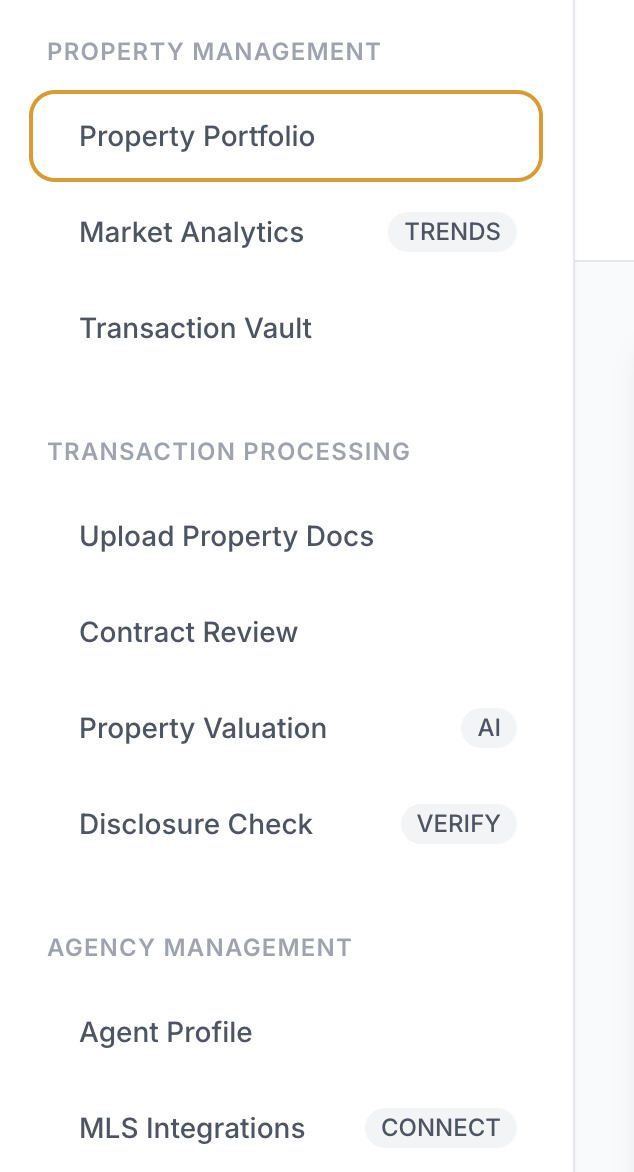 PROPERTY MANAGEMENT
Property Portfolio
Market Analytics TRENDS
Transaction Vault
TRANSACTION PROCESSING
Upload Property Docs
Contract Review
Property Valuation AI
Disclosure Check VERIFY
AGENCY MANAGEMENT
Agent Profile
MLS Integrations CONNECT